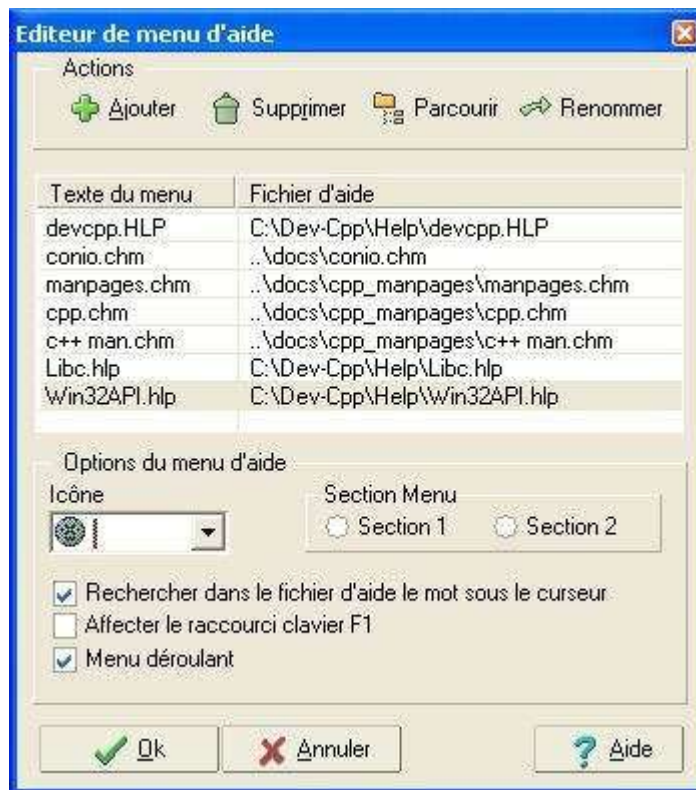 Editeur de menu d'aide
Actions
Ajouter Supprimer Parcourir Renommer
Texte du menu Fichier d'aide
devcpp.HLP C:\Dev-Cpp\Help\devcpp.HLP
conio.chm ..\docs\conio.chm
manpages.chm ..\docs\cpp_manpages\manpages.chm
cpp.chm ..\docs\cpp_manpages\cpp.chm
c++ man.chm ..\docs\cpp_manpages\c++ man.chm
Libc.hlp C:\Dev-Cpp\Help\Libc.hlp
Win32API.hlp C:\Dev-Cpp\Help\Win32API.hlp
Options du menu d'aide
Icône Section Menu
Section 1 Section 2
Rechercher dans le fichier d'aide le mot sous le curseur
Affecter le raccourci clavier F1
Menu déroulant
Ok Annuler Aide